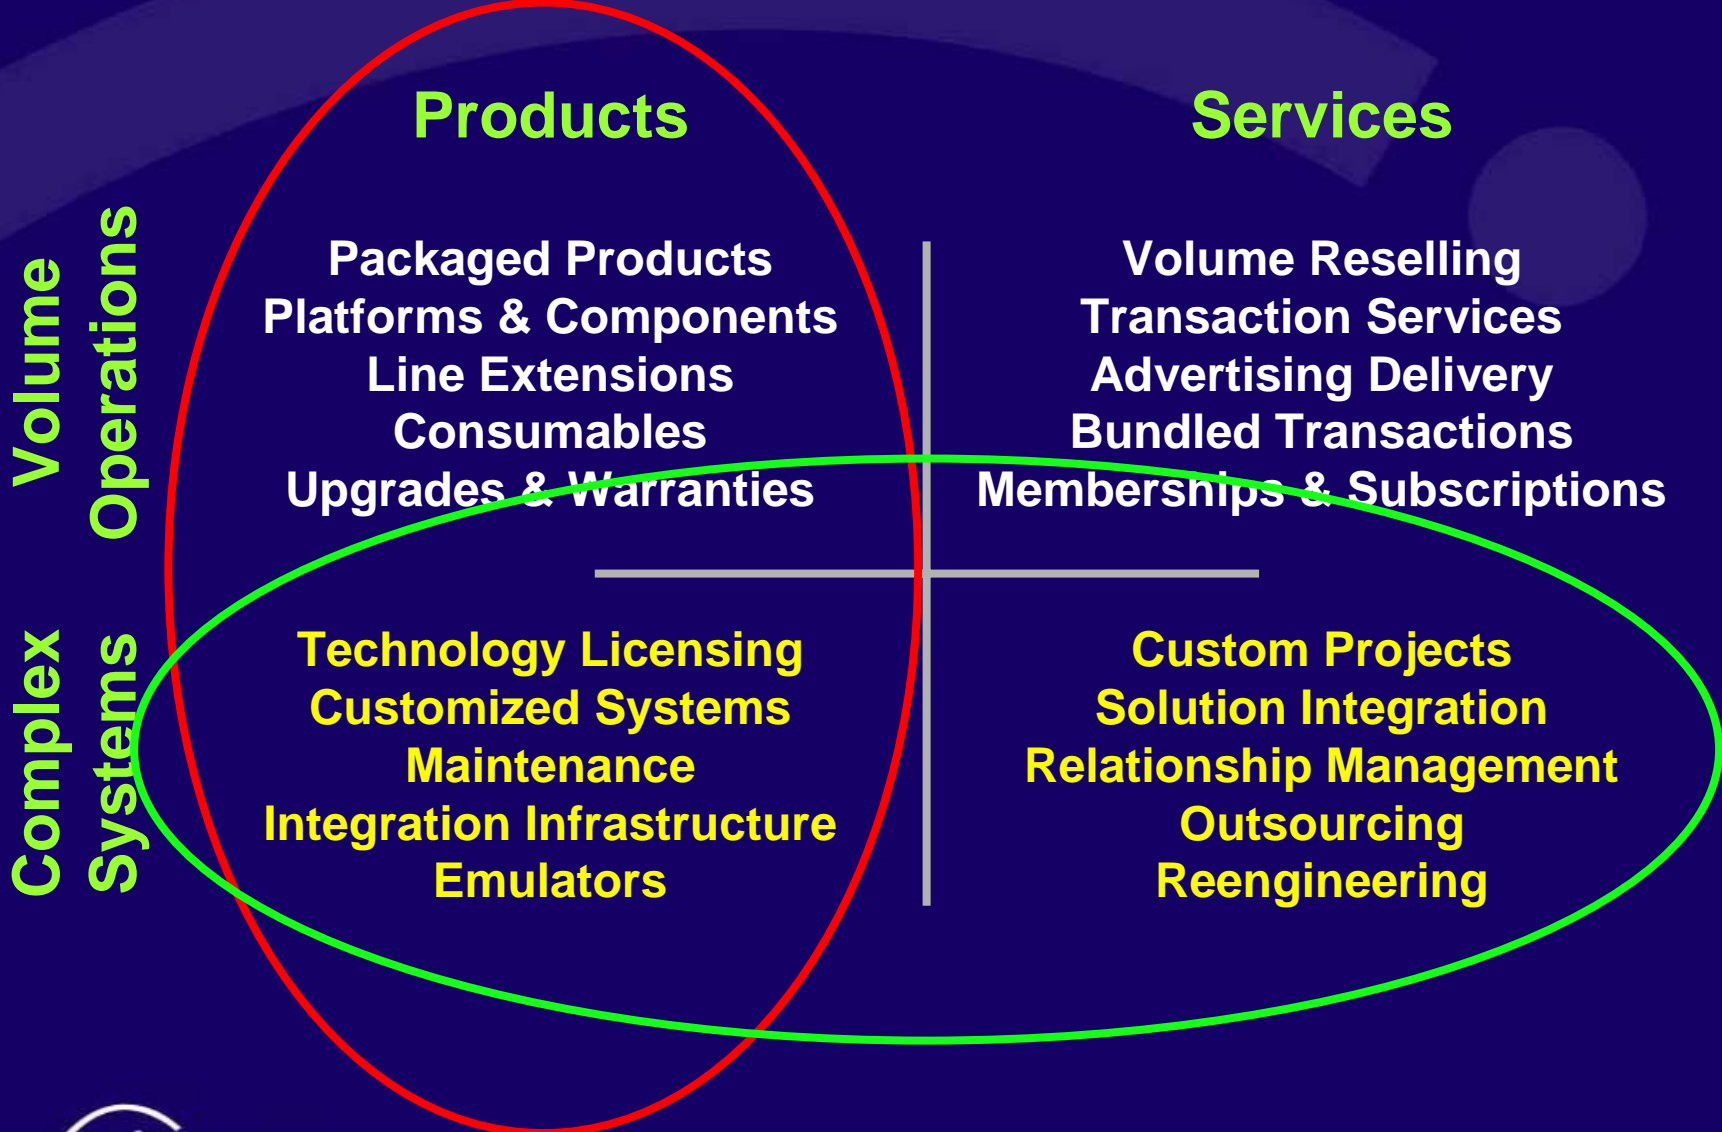 Products
Services
Volume
Operations
Packaged Products
Platforms & Components
Line Extensions
Consumables
Upgrades & Warranties
Volume Reselling
Transaction Services
Advertising Delivery
Bundled Transactions
Memberships & Subscriptions
Complex
Systems
Technology Licensing
Customized Systems
Maintenance
Integration Infrastructure
Emulators
Custom Projects
Solution Integration
Relationship Management
Outsourcing
Reengineering